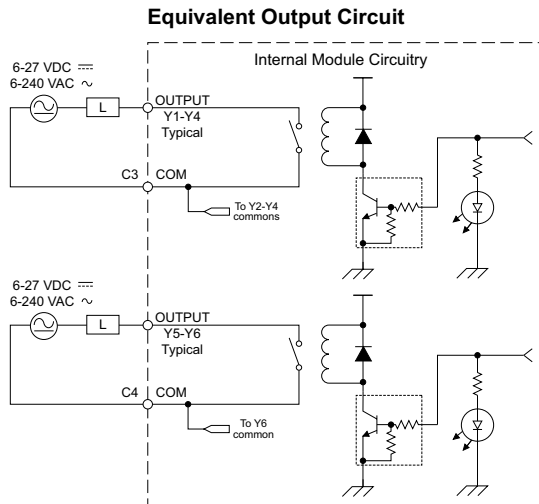 Equivalent Output Circuit
Internal Module Circuitry
6-27 VDC ⎓
6-240 VAC ∿
L
OUTPUT
Y1-Y4
Typical
C3
COM
To Y2-Y4
commons
6-27 VDC ⎓
6-240 VAC ∿
L
OUTPUT
Y5-Y6
Typical
C4
COM
To Y6
common